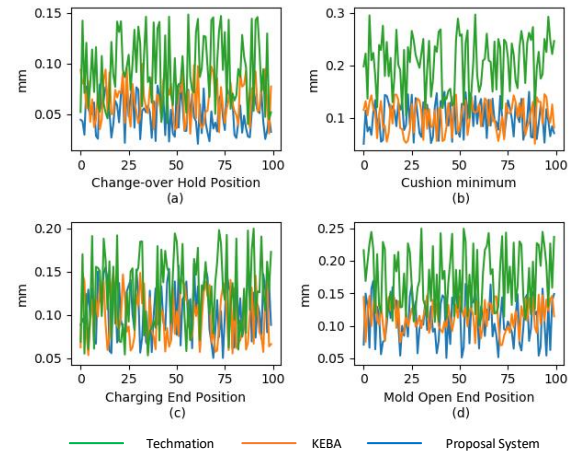 0.15
0.10
0.05
mm
0 25 50 75 100
Change-over Hold Position
(a)
0.3
0.2
0.1
mm
0 25 50 75 100
Cushion minimum
(b)
0.20
0.15
0.10
0.05
mm
0 25 50 75 100
Charging End Position
(c)
0.25
0.20
0.15
0.10
0.05
mm
0 25 50 75 100
Mold Open End Position
(d)
Techmation KEBA Proposal System